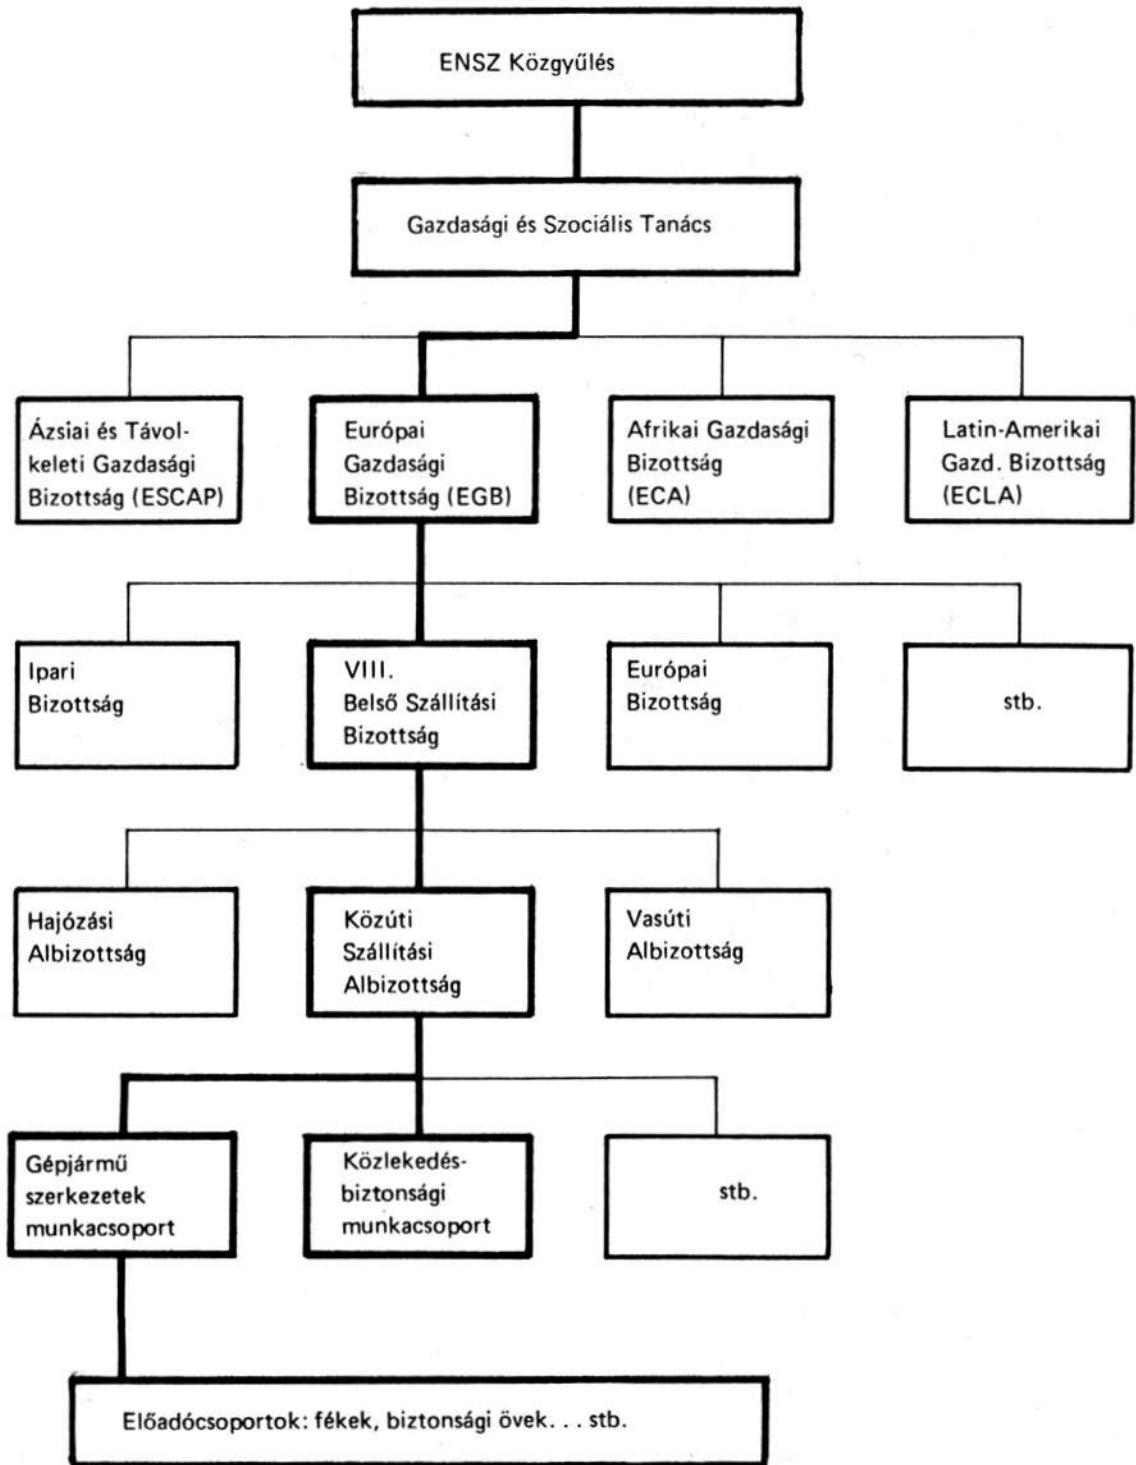 ENSZ Közgyűlés
Gazdasági és Szociális Tanács
Ázsiai és Távol-
keleti Gazdasági
Bizottság (ESCAP)
Európai
Gazdasági
Bizottság (EGB)
Afrikai Gazdasági
Bizottság
(ECA)
Latin-Amerikai
Gazd. Bizottság
(ECLA)
Ipari
Bizottság
VIII.
Belső Szállítási
Bizottság
Európai
Bizottság
stb.
Hajózási
Albizottság
Közúti
Szállítási
Albizottság
Vasúti
Albizottság
Gépjármű
szerkezetek
munkacsoport
Közlekedés-
biztonsági
munkacsoport
stb.
Előadócsoportok: fékek, biztonsági övek. . . stb.